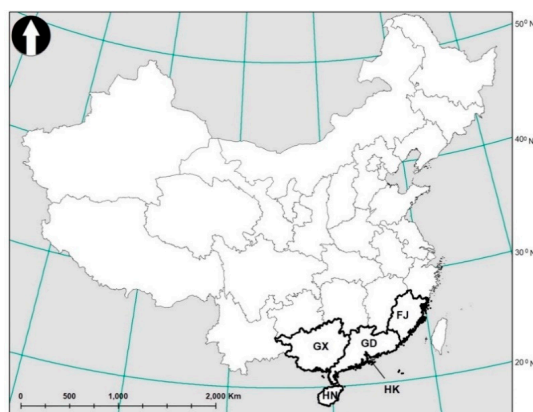 50° N
40° N
30° N
20° N
FJ
GX
GD
HK
HN
0 500 1,000 2,000 Km